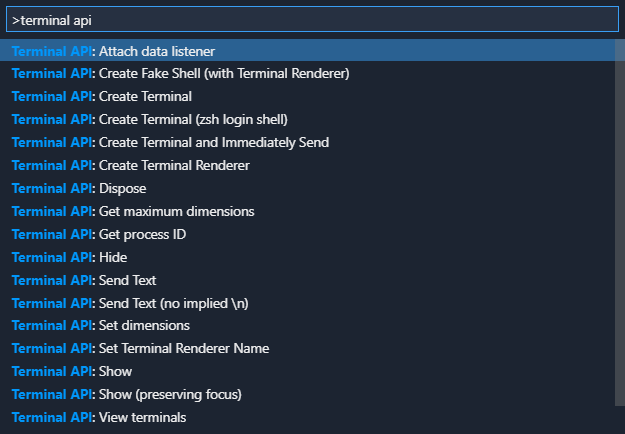 >terminal api
Terminal API: Attach data listener
Terminal API: Create Fake Shell (with Terminal Renderer)
Terminal API: Create Terminal
Terminal API: Create Terminal (zsh login shell)
Terminal API: Create Terminal and Immediately Send
Terminal API: Create Terminal Renderer
Terminal API: Dispose
Terminal API: Get maximum dimensions
Terminal API: Get process ID
Terminal API: Hide
Terminal API: Send Text
Terminal API: Send Text (no implied \n)
Terminal API: Set dimensions
Terminal API: Set Terminal Renderer Name
Terminal API: Show
Terminal API: Show (preserving focus)
Terminal API: View terminals